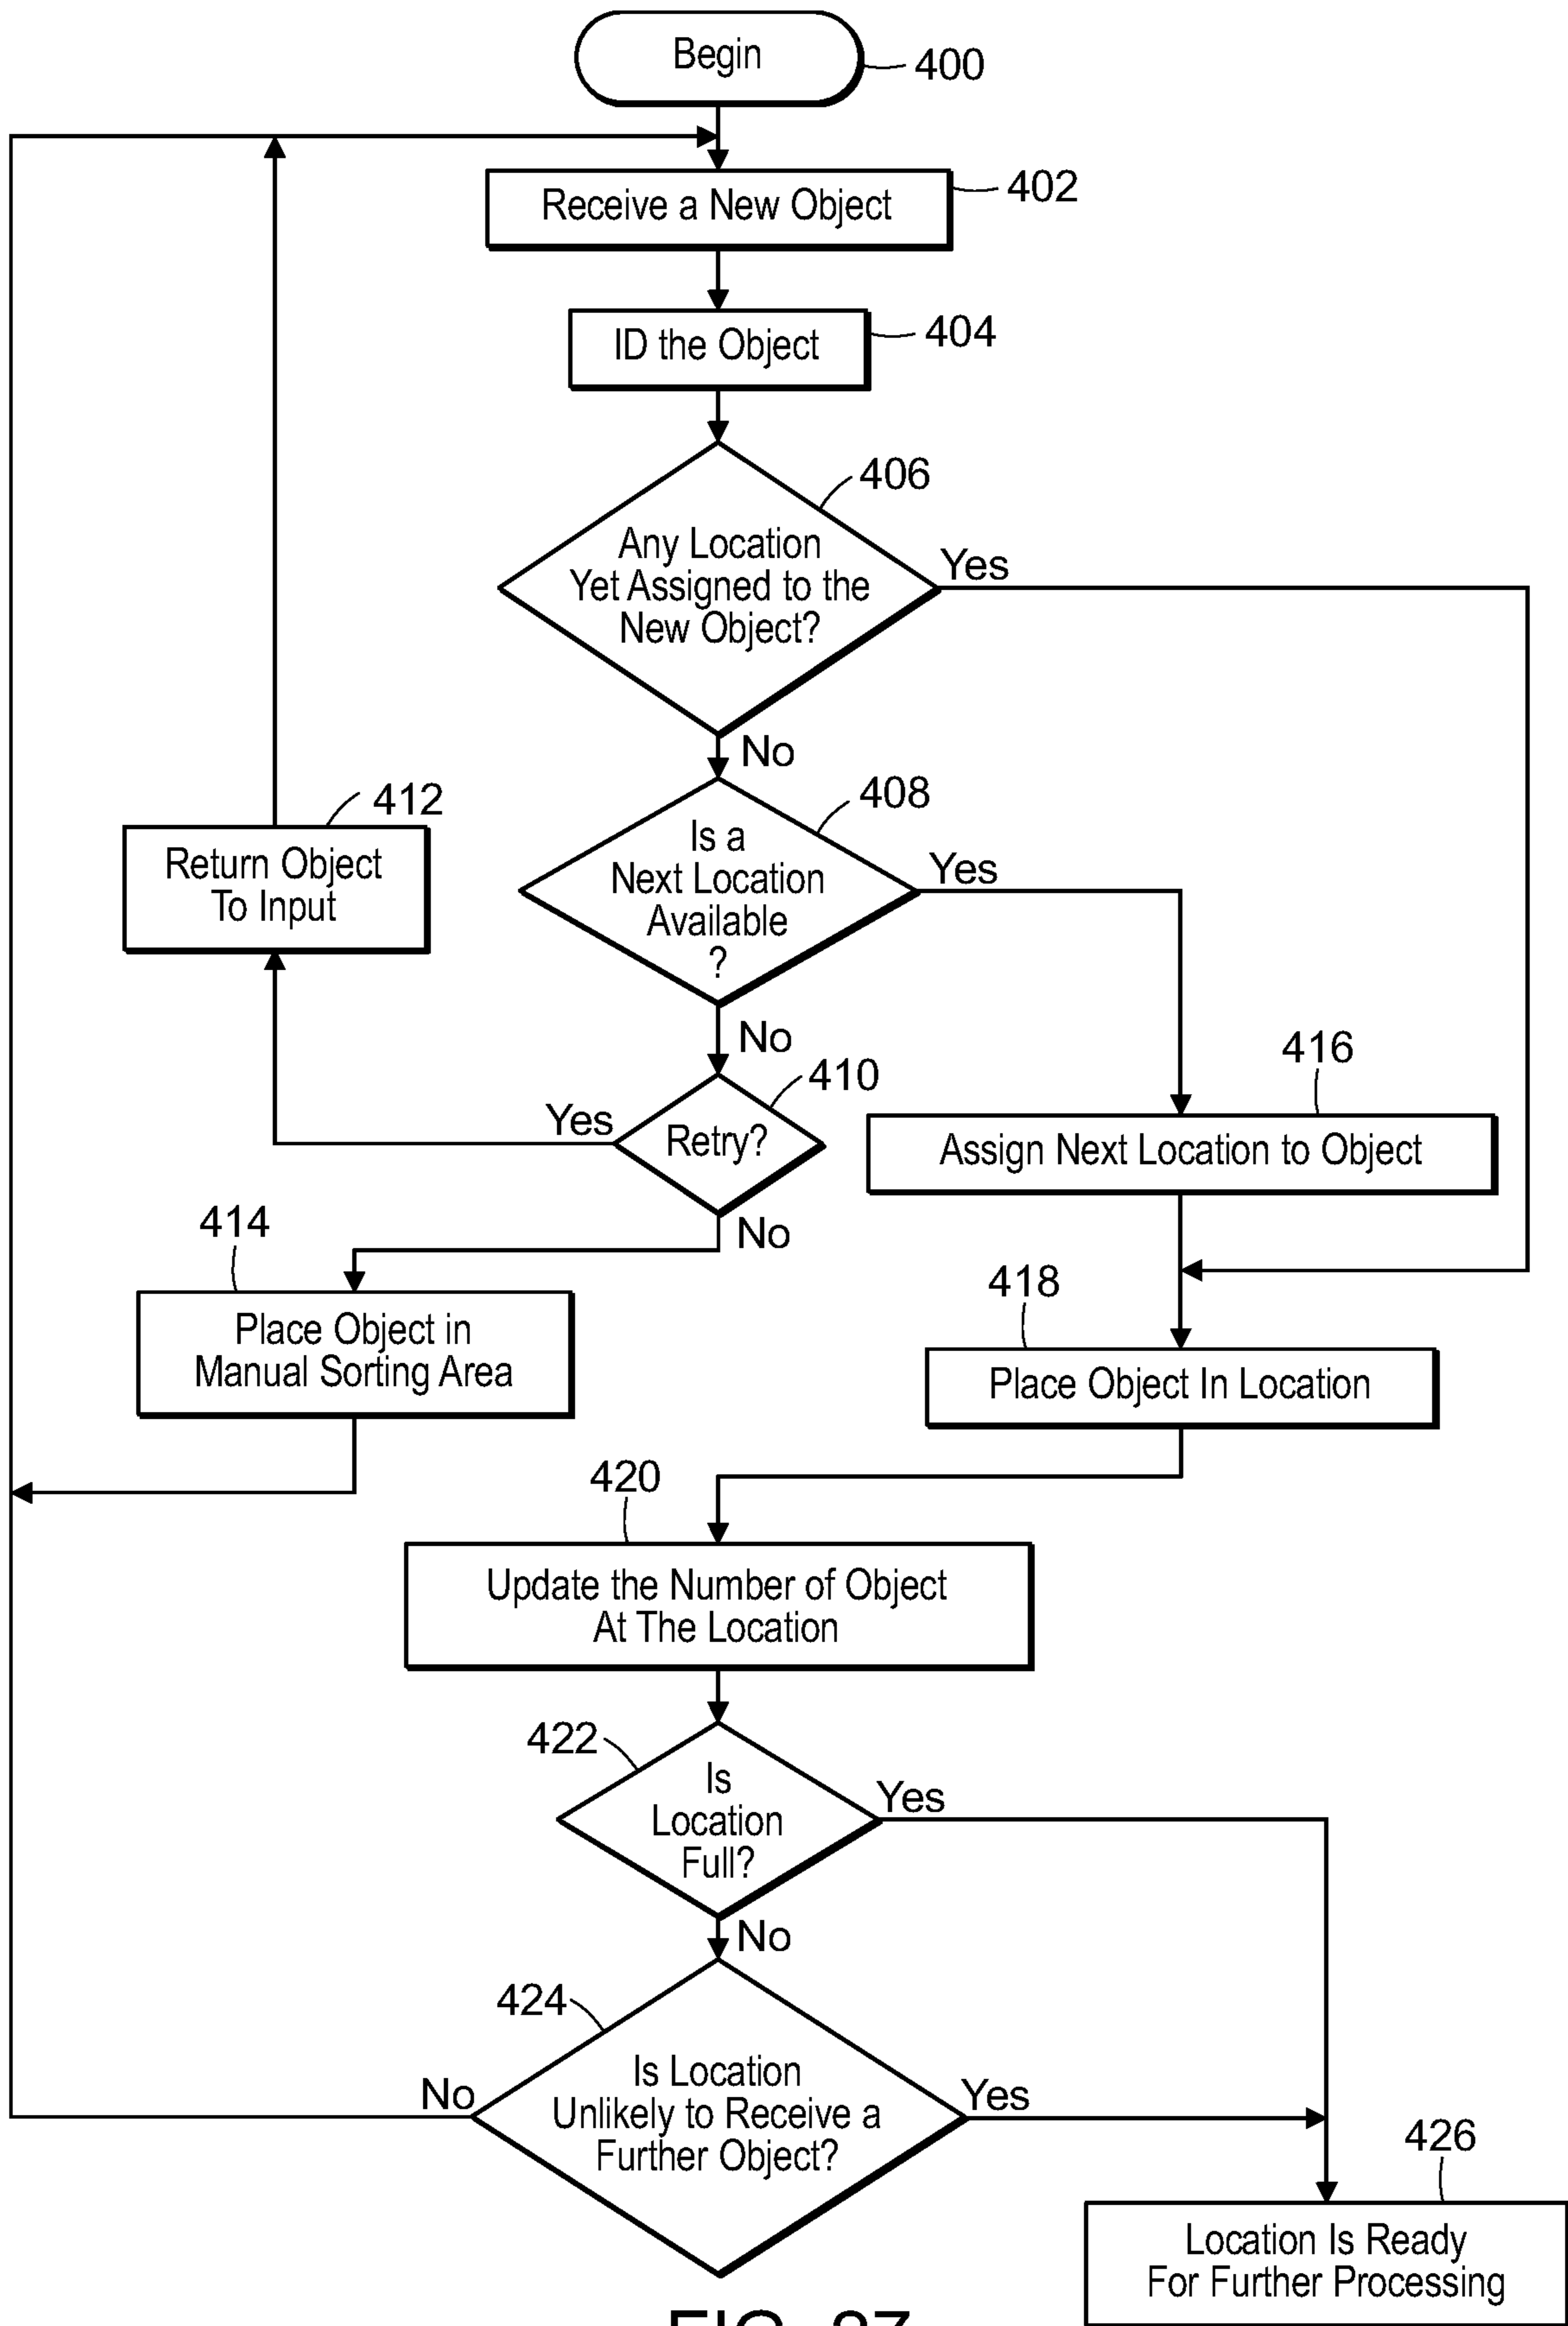 Begin
400
Receive a New Object
402
ID the Object
404
406
Any Location
Yet Assigned to the
New Object?
Yes
No
408
Is a
Next Location
Available
?
Yes
No
412
Return Object
To Input
410
Retry?
Yes
No
416
Assign Next Location to Object
414
Place Object in
Manual Sorting Area
418
Place Object In Location
420
Update the Number of Object
At The Location
422
Is
Location
Full?
Yes
No
424
Is Location
Unlikely to Receive a
Further Object?
No
Yes
426
Location Is Ready
For Further Processing